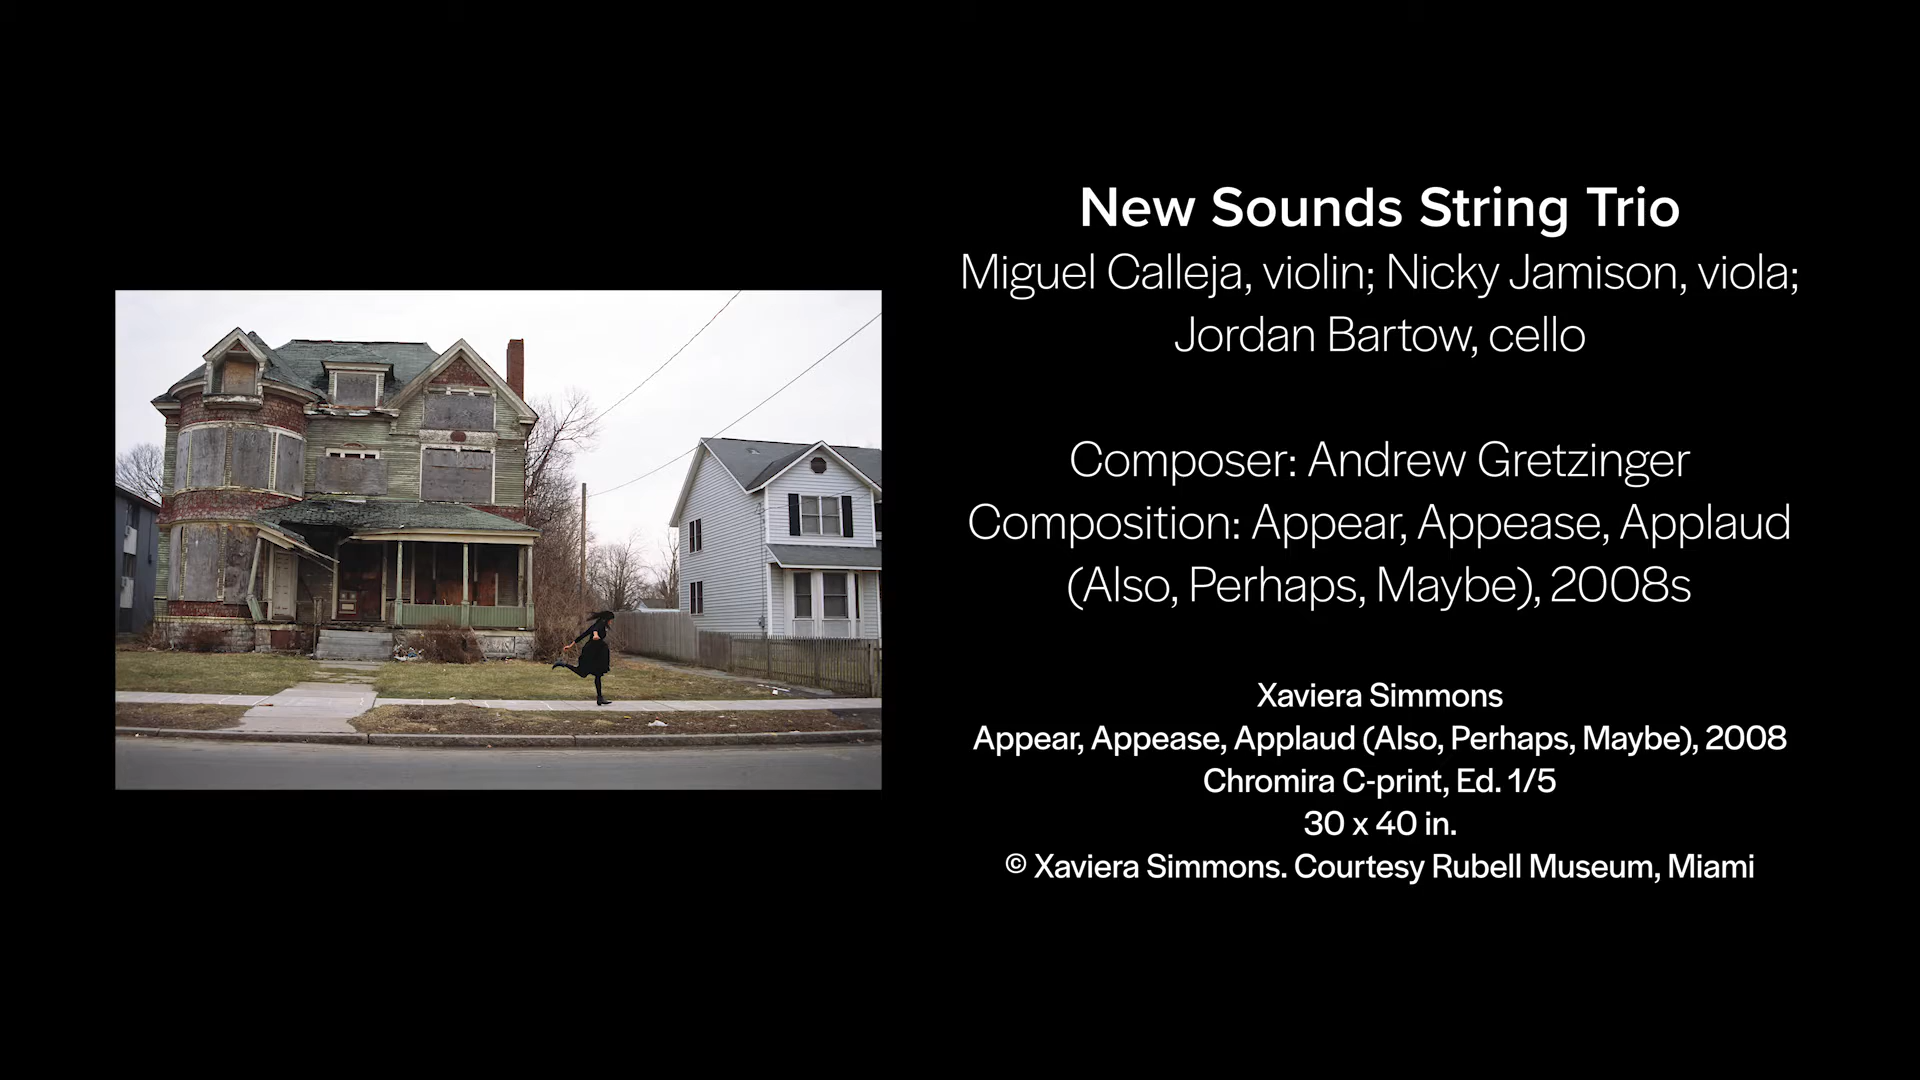 New Sounds String Trio
Miguel Calleja, violin; Nicky Jamison, viola;
Jordan Bartow, cello
Composer: Andrew Gretzinger
Composition: Appear, Appease, Applaud
(Also, Perhaps, Maybe), 2008s
Xaviera Simmons
Appear, Appease, Applaud (Also, Perhaps, Maybe), 2008
Chromira C-print, Ed. 1/5
30 x 40 in.
© Xaviera Simmons. Courtesy Rubell Museum, Miami